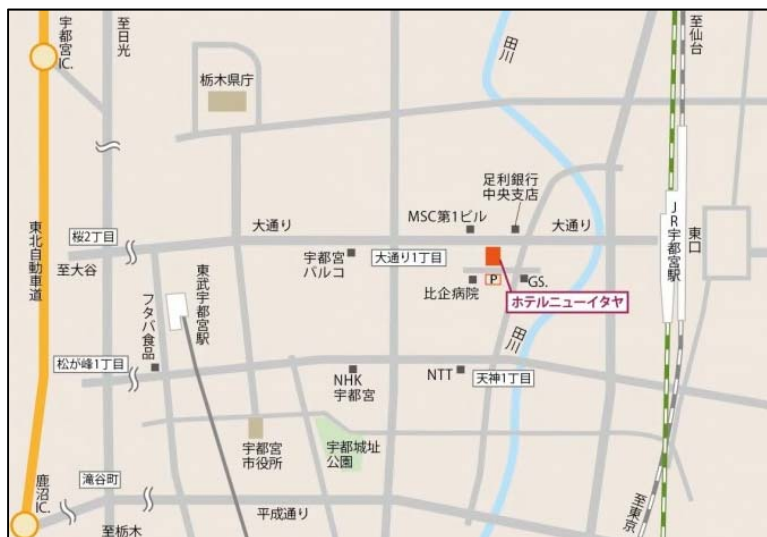 宇都宮
IC.
至日光
栃木県庁
田川
至仙台
足利銀行
中央支店
MSC第1ビル
大通り
大通り
桜2丁目
至大谷
東北自動車道
宇都宮
パルコ
大通り1丁目
P
GS.
比企病院
ホテルニューイタヤ
JR宇都宮駅
東口
東武宇都宮駅
フタバ食品
田川
松が峰1丁目
NHK
宇都宮
NTT
天神1丁目
宇都宮
市役所
宇都城址
公園
滝谷町
鹿沼
IC.
至栃木
平成通り
至東京